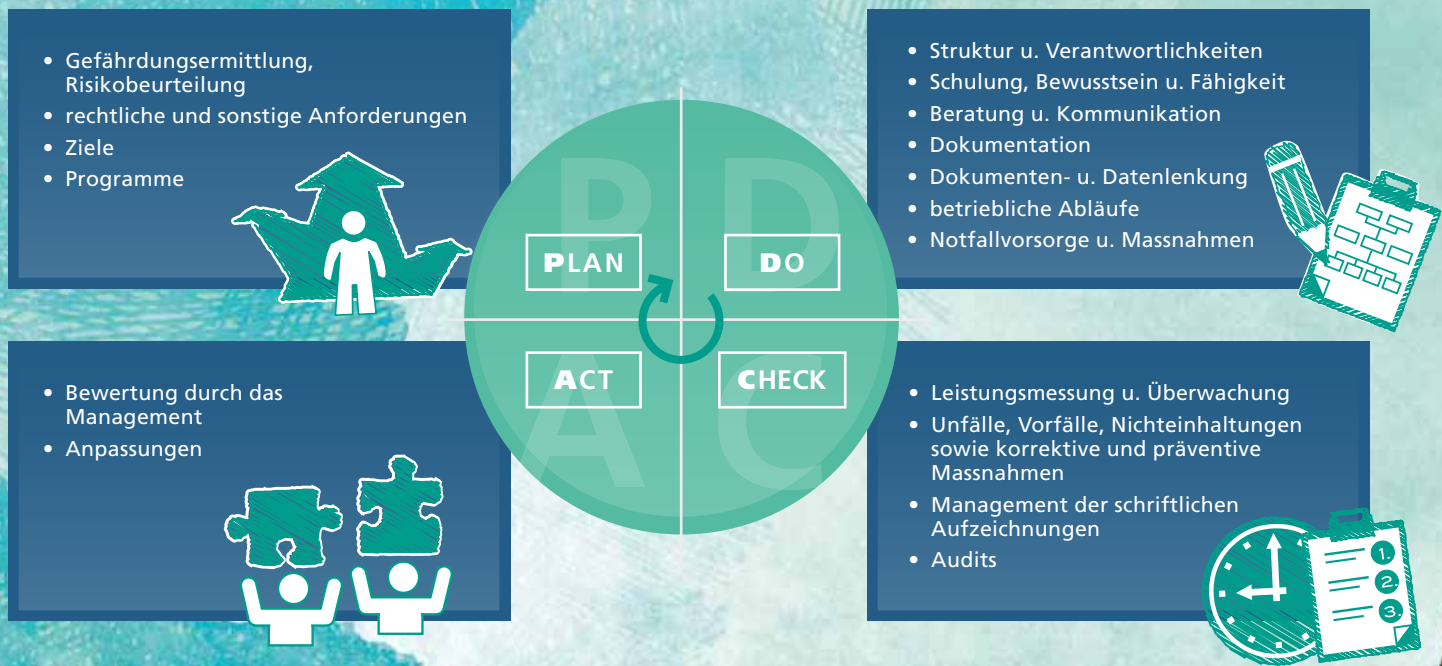 • Gefährdungsermittlung,
Risikobeurteilung
• rechtliche und sonstige Anforderungen
• Ziele
• Programme
• Struktur u. Verantwortlichkeiten
• Schulung, Bewusstsein u. Fähigkeit
• Beratung u. Kommunikation
• Dokumentation
• Dokumenten- u. Datenlenkung
• betriebliche Abläufe
• Notfallvorsorge u. Massnahmen
P D
PLAN
DO
ACT
CHECK
A C
• Bewertung durch das
Management
• Anpassungen
• Leistungsmessung u. Überwachung
• Unfälle, Vorfälle, Nichteinhaltungen
sowie korrektive und präventive
Massnahmen
• Management der schriftlichen
Aufzeichnungen
• Audits
1.
2.
3.